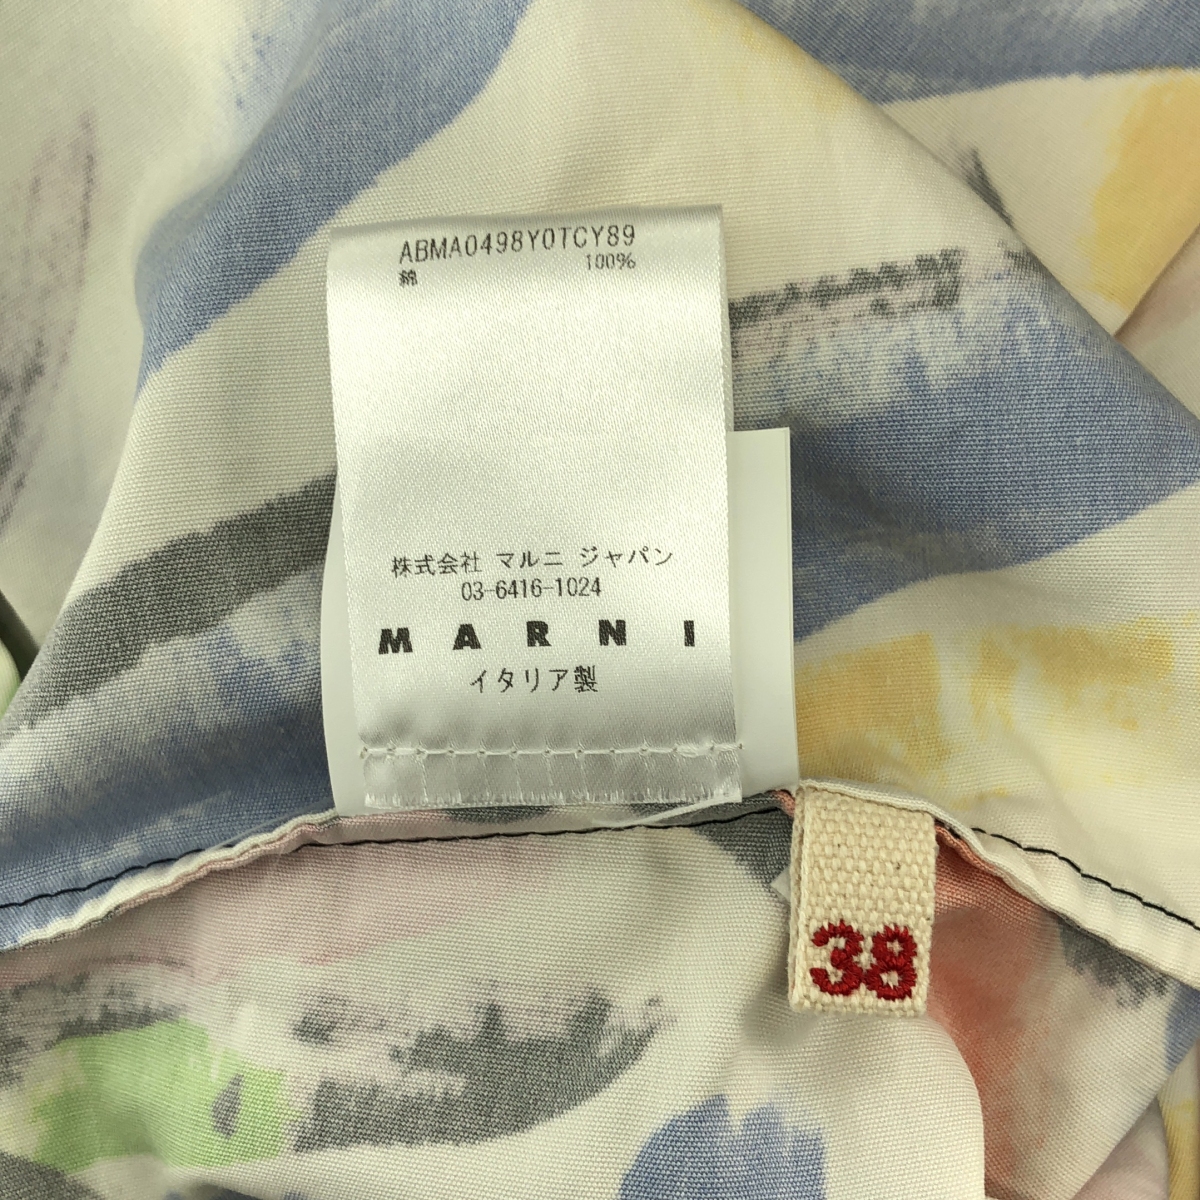 ABMA0498Y0TCY89
綿 100%
株式会社 マルニ ジャパン
03-6416-1024
MARNI
イタリア製
38